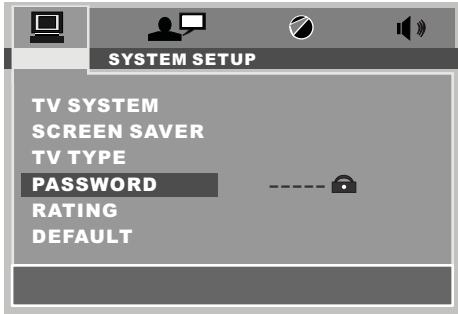 SYSTEM SETUP
TV SYSTEM
SCREEN SAVER
TV TYPE
PASSWORD -----
RATING
DEFAULT